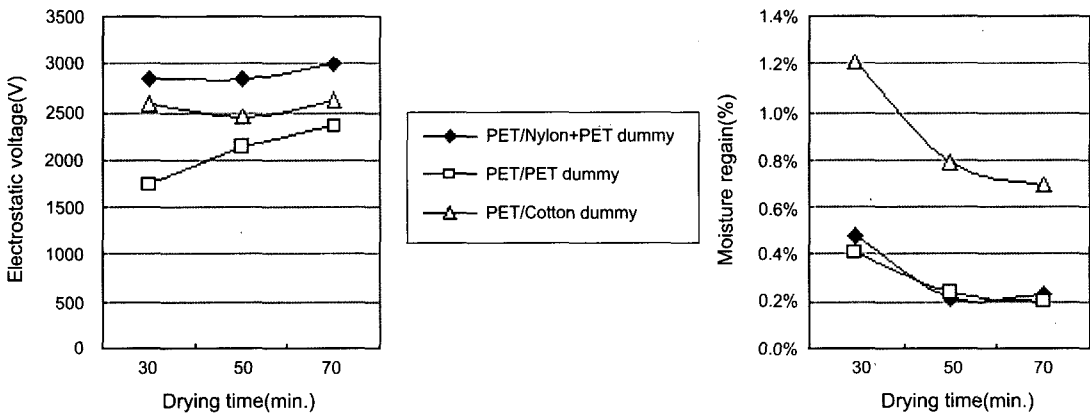 3500
3000
2500
2000
1500
1000
500
0
Electrostatic voltage(V)
30 50 70
Drying time(min.)
PET/Nylon+PET dummy
PET/PET dummy
PET/Cotton dummy
1.4%
1.2%
1.0%
0.8%
0.6%
0.4%
0.2%
0.0%
Moisture regain(%)
30 50 70
Drying time(min.)